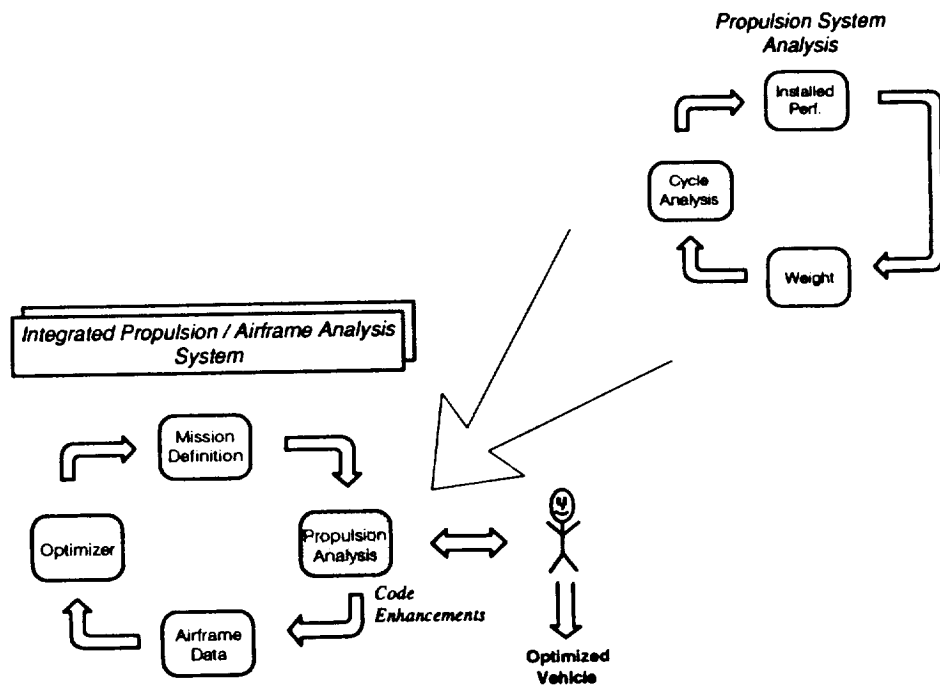 Propulsion System
Analysis
Installed
Perf.
Cycle
Analysis
Weight
Integrated Propulsion / Airframe Analysis
System
Mission
Definition
Optimizer
Propulsion
Analysis
Code
Enhancements
Airframe
Data
Optimized
Vehicle